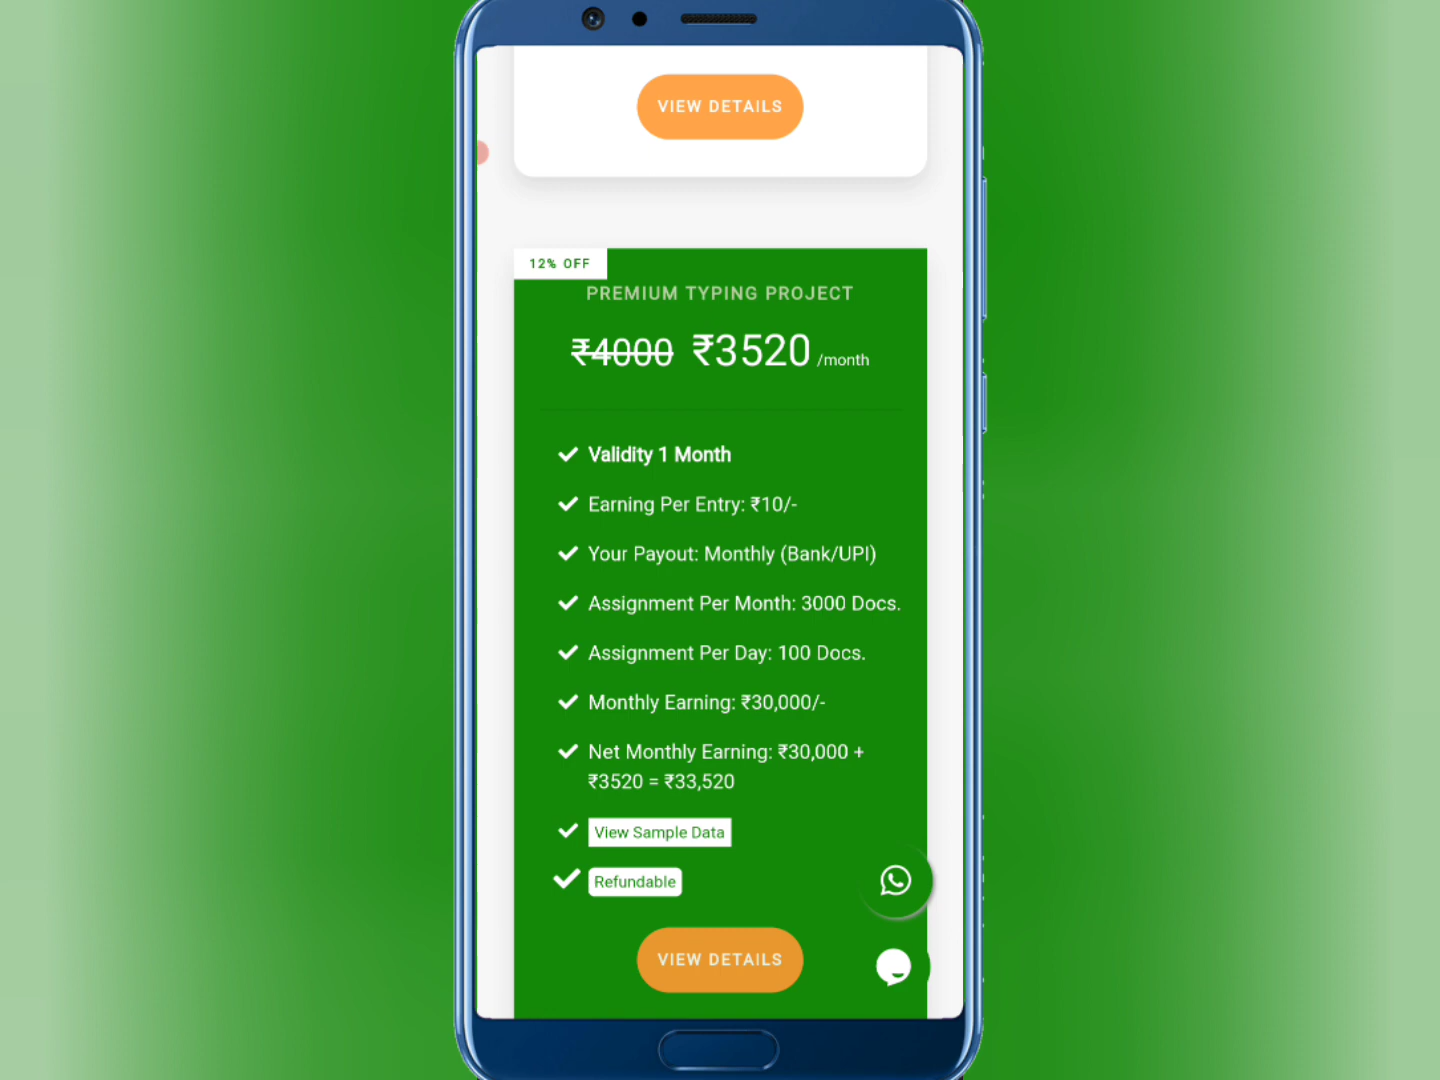 VIEW DETAILS
12% OFF
PREMIUM TYPING PROJECT
₹4000 ₹3520 /month
Validity 1 Month
Earning Per Entry: ₹10/-
Your Payout: Monthly (Bank/UPI)
Assignment Per Month: 3000 Docs.
Assignment Per Day: 100 Docs.
Monthly Earning: ₹30,000/-
Net Monthly Earning: ₹30,000 +
₹3520 = ₹33,520
View Sample Data
Refundable
VIEW DETAILS